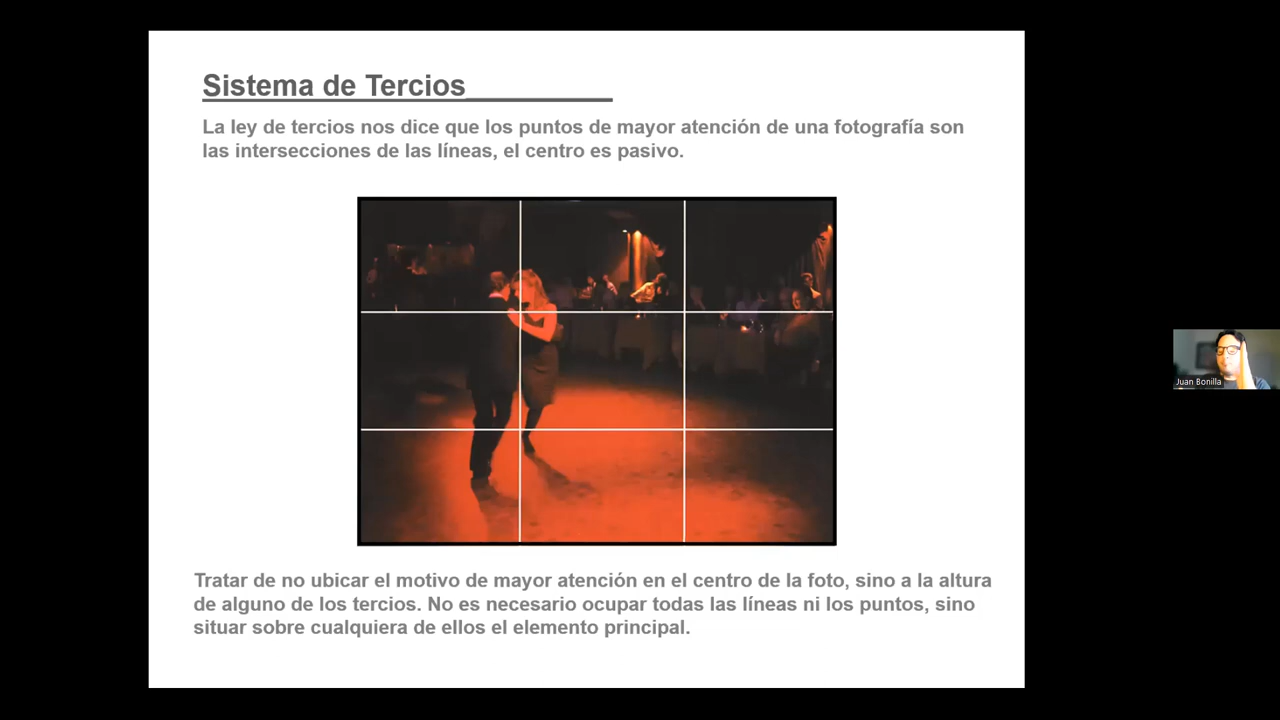 Sistema de Tercios
La ley de tercios nos dice que los puntos de mayor atención de una fotografía son
las intersecciones de las líneas, el centro es pasivo.
Juan Bonilla
Tratar de no ubicar el motivo de mayor atención en el centro de la foto, sino a la altura
de alguno de los tercios. No es necesario ocupar todas las líneas ni los puntos, sino
situar sobre cualquiera de ellos el elemento principal.